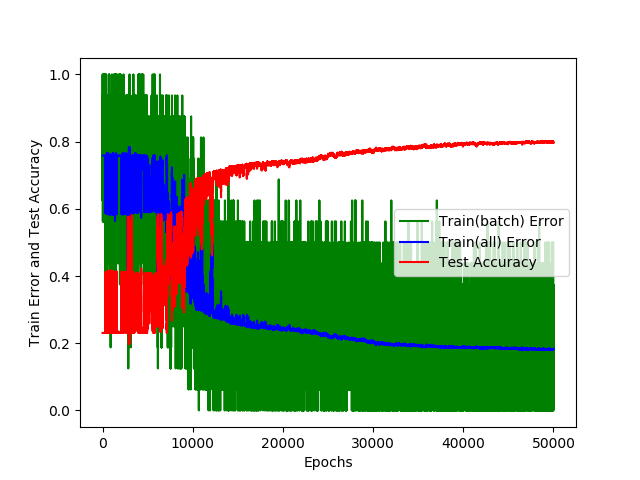 1.0
0.8
0.6
0.4
0.2
0.0
Train Error and Test Accuracy
Train(batch) Error
Train(all) Error
Test Accuracy
0 10000 20000 30000 40000 50000
Epochs